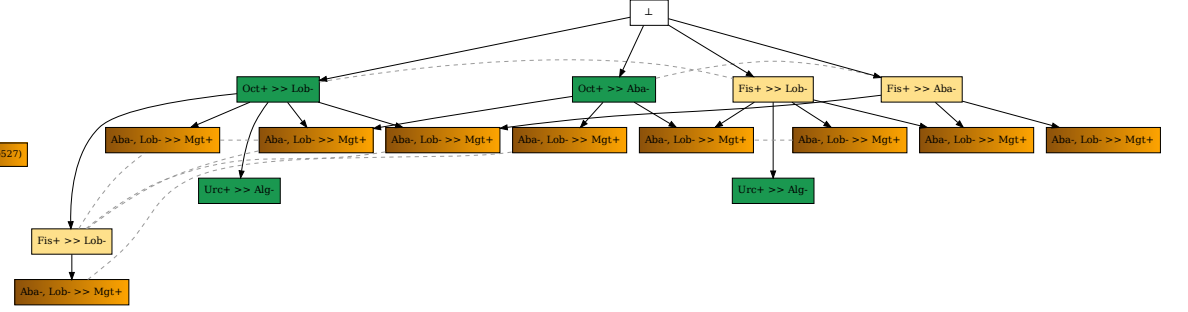 ⊥
Oct+ >> Lob-
Oct+ >> Aba-
Fis+ >> Lob-
Fis+ >> Aba-
Aba-, Lob- >> Mgt+
Aba-, Lob- >> Mgt+
Aba-, Lob- >> Mgt+
Aba-, Lob- >> Mgt+
Aba-, Lob- >> Mgt+
Aba-, Lob- >> Mgt+
Aba-, Lob- >> Mgt+
Aba-, Lob- >> Mgt+
527)
Urc+ >> Alg-
Urc+ >> Alg-
Fis+ >> Lob-
Aba-, Lob- >> Mgt+